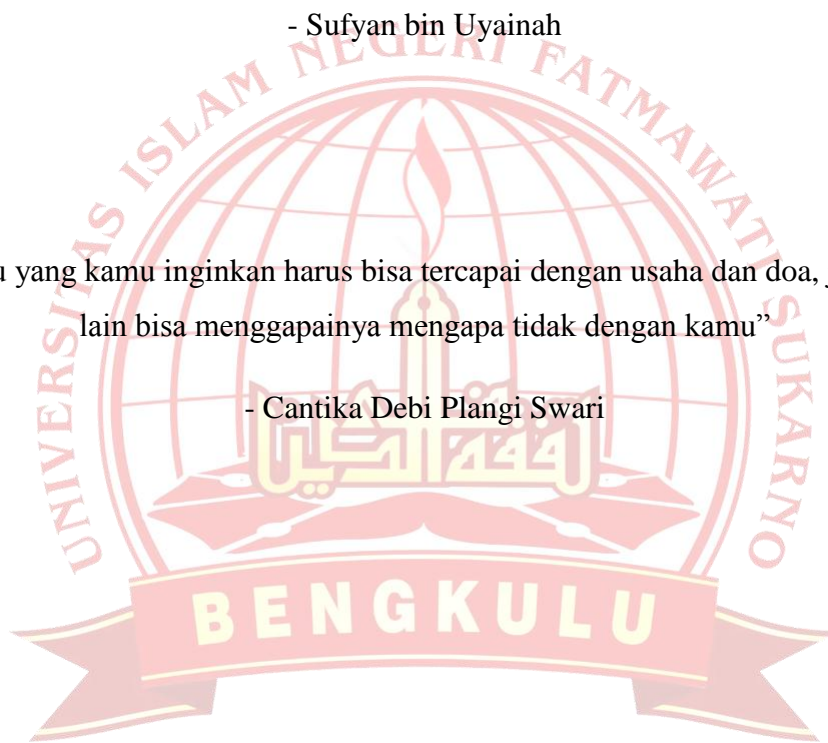 - Sufyan bin Uyainah
UNIVERSITAS ISLAM NEGERI FATMAWATI SUKARNO
yang kamu inginkan harus bisa tercapai dengan usaha dan doa,
lain bisa menggapainya mengapa tidak dengan kamu”
- Cantika Debi Plangi Swari
BENGKULU